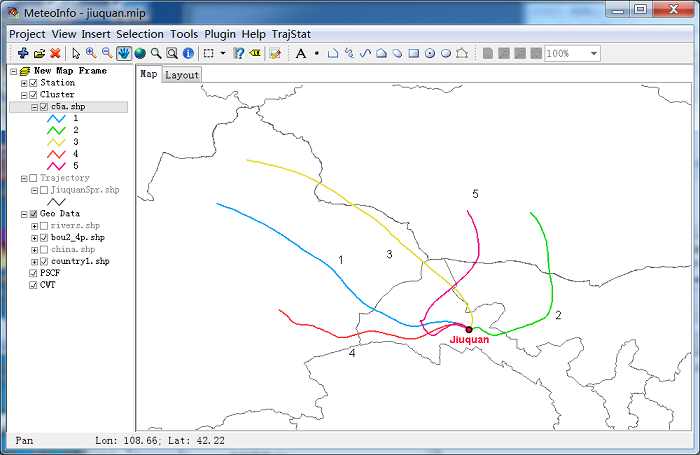 MeteoInfo - jiuquan.mip
Project View Insert Selection Tools Plugin Help TrajStat
A 100%
New Map Frame
Station
Cluster
c5a.shp
1
2
3
4
5
Trajectory
JiuquanSpr.shp
Geo Data
rivers.shp
bou2_4p.shp
china.shp
country1.shp
PSCF
CWT
Map Layout
5
1
3
2
Jiuquan
4
Pan Lon: 108.66; Lat: 42.22